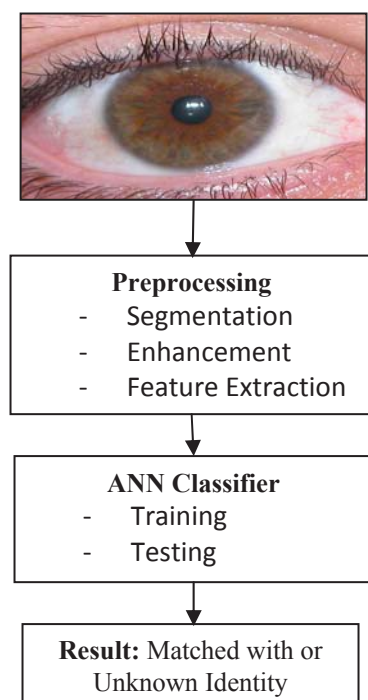 Preprocessing
- Segmentation
- Enhancement
- Feature Extraction
ANN Classifier
- Training
- Testing
Result: Matched with or
Unknown Identity